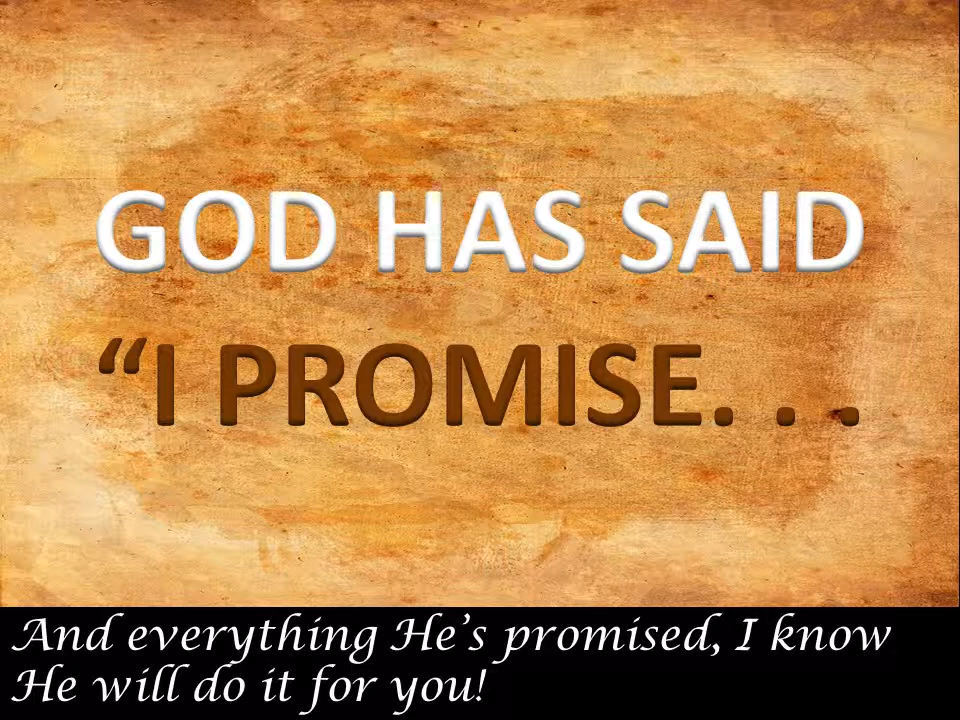 GOD HAS SAID
“I PROMISE. . .
And everything He’s promised, I know
He will do it for you!